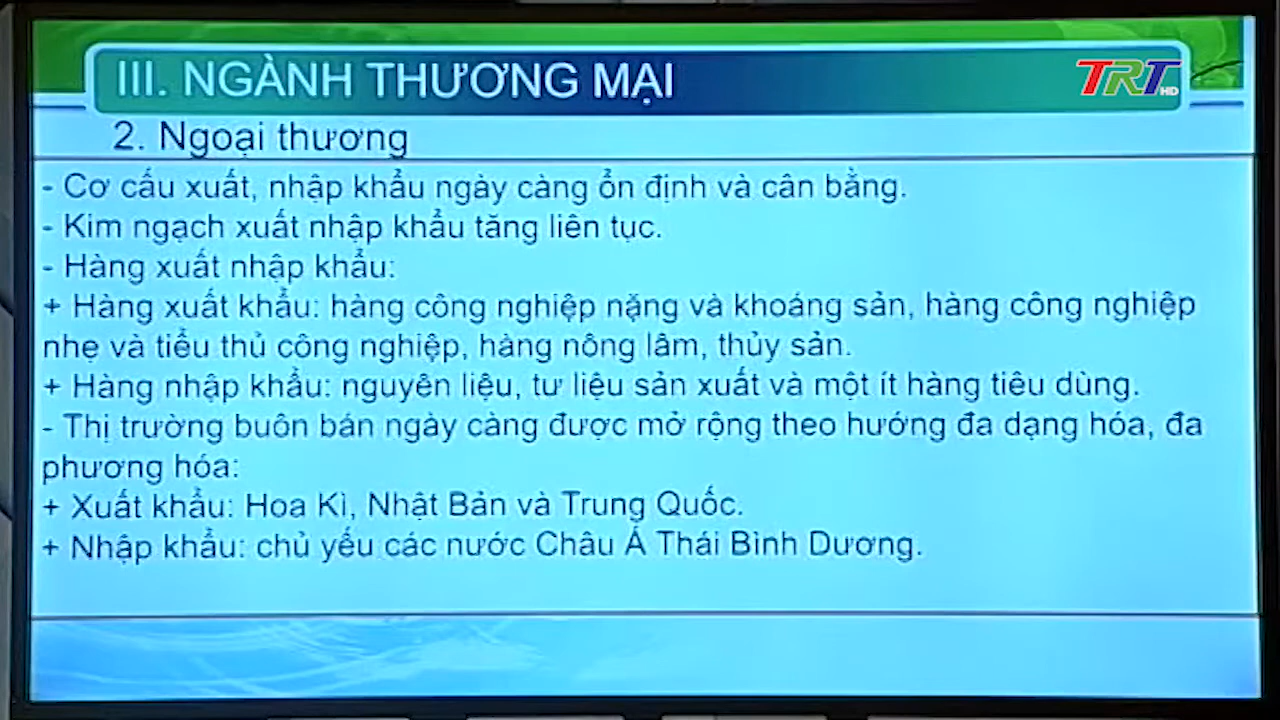 III. NGÀNH THƯƠNG MẠI
TRT HD
2. Ngoại thương
- Cơ cấu xuất, nhập khẩu ngày càng ổn định và cân bằng.
- Kim ngạch xuất nhập khẩu tăng liên tục.
- Hàng xuất nhập khẩu:
+ Hàng xuất khẩu: hàng công nghiệp nặng và khoáng sản, hàng công nghiệp
nhẹ và tiểu thủ công nghiệp, hàng nông lâm, thủy sản.
+ Hàng nhập khẩu: nguyên liệu, tư liệu sản xuất và một ít hàng tiêu dùng.
- Thị trường buôn bán ngày càng được mở rộng theo hướng đa dạng hóa, đa
phương hóa:
+ Xuất khẩu: Hoa Kì, Nhật Bản và Trung Quốc.
+ Nhập khẩu: chủ yếu các nước Châu Á Thái Bình Dương.